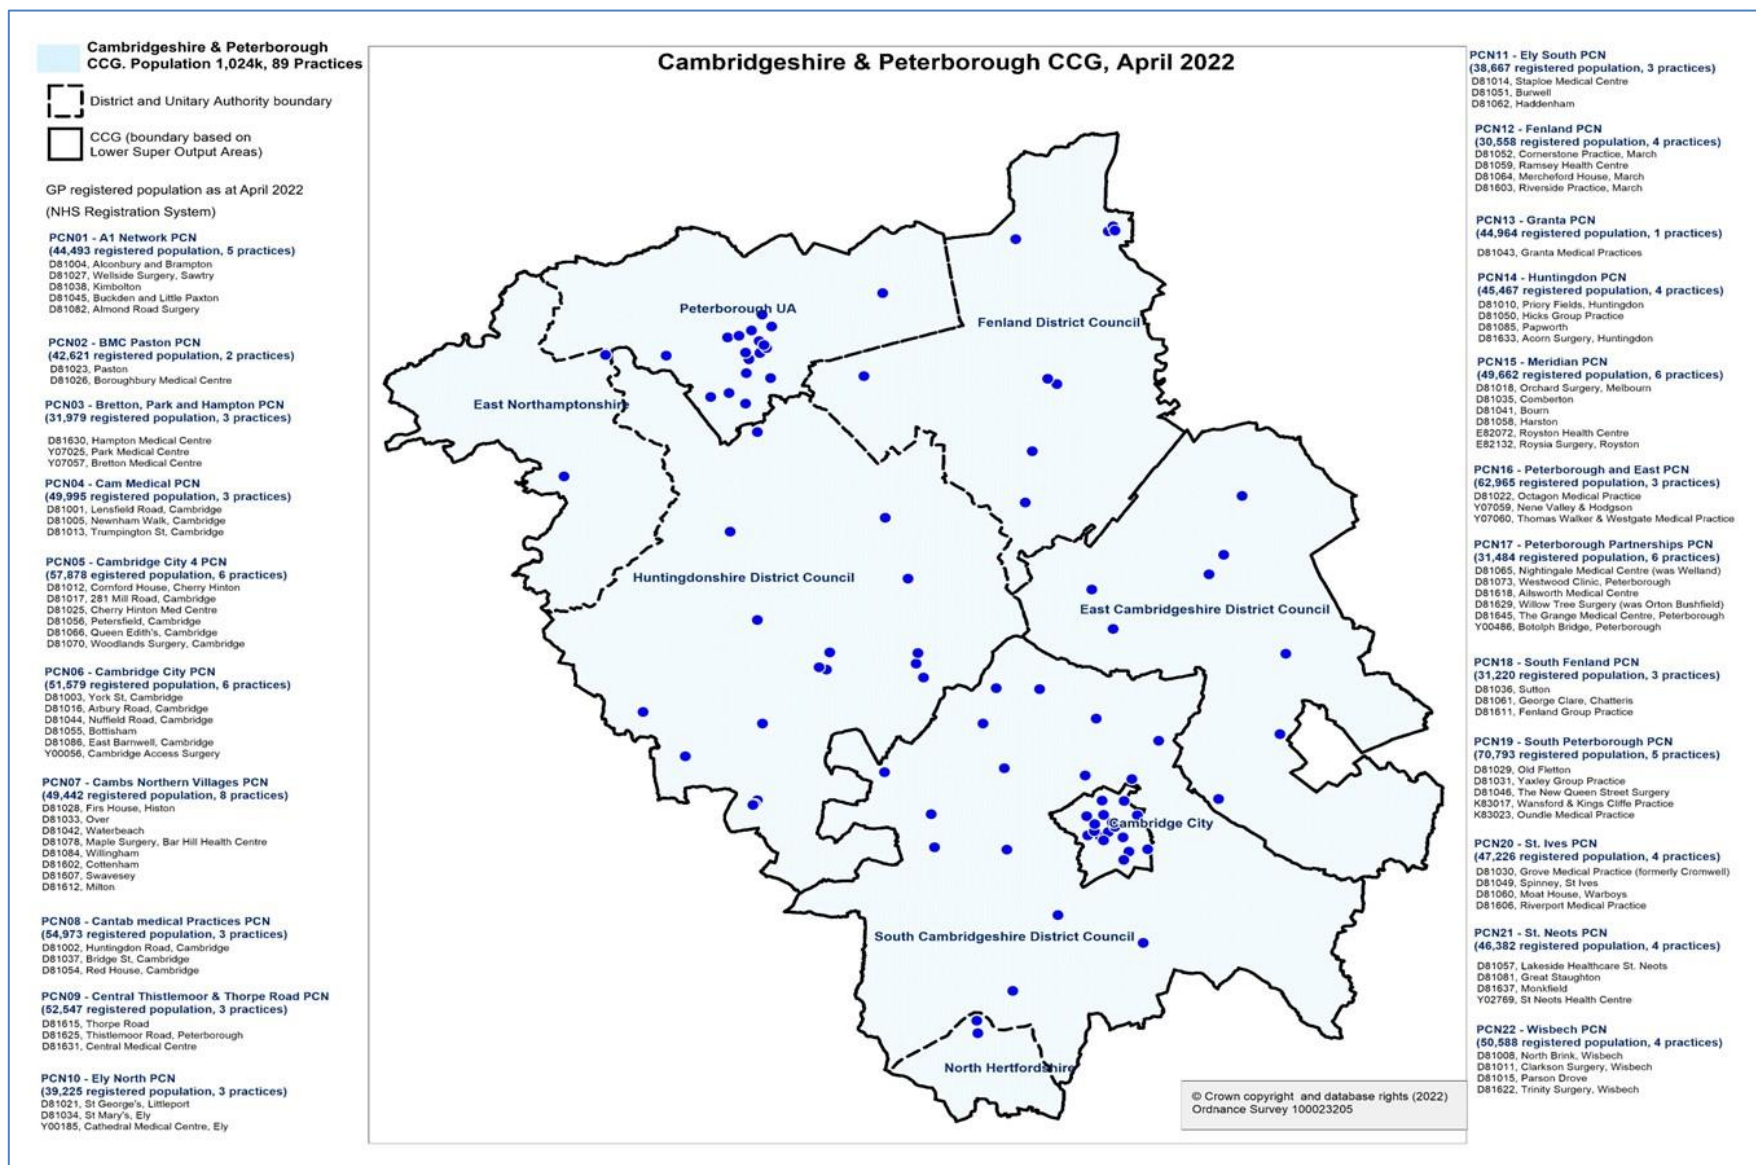 Cambridgeshire & Peterborough
CCG. Population 1,024k, 89 Practices
District and Unitary Authority boundary
CCG (boundary based on
Lower Super Output Areas)
GP registered population as at April 2022
(NHS Registration System)
PCN01 - A1 Network PCN
(44,493 registered population, 5 practices)
D81004, Alconbury and Brampton
D81027, Wellside Surgery, Sawtry
D81038, Kimbolton
D81045, Buckden and Little Paxton
D81082, Almond Road Surgery
PCN02 - BMC Paston PCN
(42,621 registered population, 2 practices)
D81023, Paston
D81026, Boroughbury Medical Centre
PCN03 - Bretton, Park and Hampton PCN
(31,979 registered population, 3 practices)
D81630, Hampton Medical Centre
Y07025, Park Medical Centre
Y07057, Bretton Medical Centre
PCN04 - Cam Medical PCN
(49,995 registered population, 3 practices)
D81001, Lensfield Road, Cambridge
D81005, Newnham Walk, Cambridge
D81013, Trumpington St, Cambridge
PCN05 - Cambridge City 4 PCN
(57,878 egistered population, 6 practices)
D81012, Cornford House, Cherry Hinton
D81017, 281 Mill Road, Cambridge
D81025, Cherry Hinton Med Centre
D81056, Petersfield, Cambridge
D81066, Queen Edith's, Cambridge
D81070, Woodlands Surgery, Cambridge
PCN06 - Cambridge City PCN
(51,579 registered population, 6 practices)
D81003, York St, Cambridge
D81016, Arbury Road, Cambridge
D81044, Nuffield Road, Cambridge
D81055, Bottisham
D81086, East Barnwell, Cambridge
Y00056, Cambridge Access Surgery
PCN07 - Cambs Northern Villages PCN
(49,442 registered population, 8 practices)
D81028, Firs House, Histon
D81033, Over
D81042, Waterbeach
D81078, Maple Surgery, Bar Hill Health Centre
D81084, Willingham
D81602, Cottenham
D81607, Swavesey
D81612, Milton
PCN08 - Cantab medical Practices PCN
(54,973 registered population, 3 practices)
D81002, Huntingdon Road, Cambridge
D81037, Bridge St, Cambridge
D81054, Red House, Cambridge
PCN09 - Central Thistlemoor & Thorpe Road PCN
(52,547 registered population, 3 practices)
D81615, Thorpe Road
D81625, Thistlemoor Road, Peterborough
D81631, Central Medical Centre
PCN10 - Ely North PCN
(39,225 registered population, 3 practices)
D81021, St George's, Littleport
D81034, St Mary's, Ely
Y00185, Cathedral Medical Centre, Ely
Cambridgeshire & Peterborough CCG, April 2022
Peterborough UA
Fenland District Council
East Northamptonshire
Huntingdonshire District Council
East Cambridgeshire District Council
Cambridge City
South Cambridgeshire District Council
North Hertfordshire
© Crown copyright and database rights (2022)
Ordnance Survey 100023205
PCN11 - Ely South PCN
(38,667 registered population, 3 practices)
D81014, Staploe Medical Centre
D81051, Burwell
D81062, Haddenham
PCN12 - Fenland PCN
(30,558 registered population, 4 practices)
D81052, Cornerstone Practice, March
D81059, Ramsey Health Centre
D81064, Mercheford House, March
D81603, Riverside Practice, March
PCN13 - Granta PCN
(44,964 registered population, 1 practices)
D81043, Granta Medical Practices
PCN14 - Huntingdon PCN
(45,467 registered population, 4 practices)
D81010, Priory Fields, Huntingdon
D81050, Hicks Group Practice
D81085, Papworth
D81633, Acorn Surgery, Huntingdon
PCN15 - Meridian PCN
(49,662 registered population, 6 practices)
D81018, Orchard Surgery, Melbourn
D81035, Comberton
D81041, Bourn
D81058, Harston
E82072, Royston Health Centre
E82132, Roysia Surgery, Royston
PCN16 - Peterborough and East PCN
(62,965 registered population, 3 practices)
D81022, Octagon Medical Practice
Y07059, Nene Valley & Hodgson
Y07060, Thomas Walker & Westgate Medical Practice
PCN17 - Peterborough Partnerships PCN
(31,484 registered population, 6 practices)
D81065, Nightingale Medical Centre (was Welland)
D81073, Westwood Clinic, Peterborough
D81618, Ailsworth Medical Centre
D81629, Willow Tree Surgery (was Orton Bushfield)
D81645, The Grange Medical Centre, Peterborough
Y00486, Botolph Bridge, Peterborough
PCN18 - South Fenland PCN
(31,220 registered population, 3 practices)
D81036, Sutton
D81061, George Clare, Chatteris
D81611, Fenland Group Practice
PCN19 - South Peterborough PCN
(70,793 registered population, 5 practices)
D81029, Old Fletton
D81031, Yaxley Group Practice
D81046, The New Queen Street Surgery
K83017, Wansford & Kings Cliffe Practice
K83023, Oundle Medical Practice
PCN20 - St. Ives PCN
(47,226 registered population, 4 practices)
D81030, Grove Medical Practice (formerly Cromwell)
D81049, Spinney, St Ives
D81060, Moat House, Warboys
D81606, Riverport Medical Practice
PCN21 - St. Neots PCN
(46,382 registered population, 4 practices)
D81057, Lakeside Healthcare St. Neots
D81081, Great Staughton
D81637, Monkfield
Y02769, St Neots Health Centre
PCN22 - Wisbech PCN
(50,588 registered population, 4 practices)
D81008, North Brink, Wisbech
D81011, Clarkson Surgery, Wisbech
D81015, Parson Drove
D81622, Trinity Surgery, Wisbech